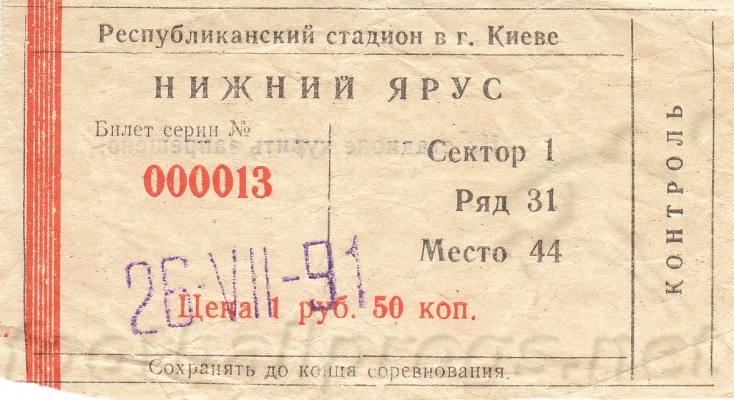 Республиканский стадион в г. Киеве
НИЖНИЙ ЯРУС
Билет серии №
000013
Сектор 1
Ряд 31
Место 44
26-VII-91
Цена 1 руб. 50 коп.
Сохранять до конца соревнования.
КОНТРОЛЬ